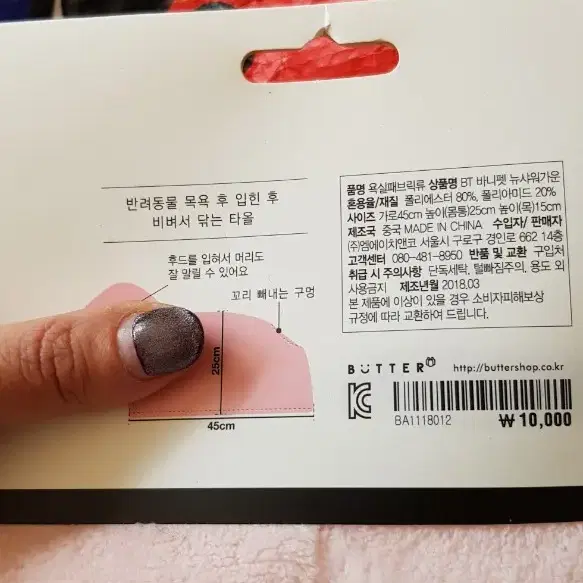 반려동물 목욕 후 입힌 후
비벼서 닦는 타올
후드를 입혀서 머리도
잘 말릴 수 있어요
꼬리 빼내는 구멍
25cm
45cm
품명 욕실패브릭류 상품명 BT 바니펫 뉴샤워가운
혼용율/재질 폴리에스터 80%, 폴리아미드 20%
사이즈 가로45cm 높이(몸통)25cm 높이(목)15cm
제조국 중국 MADE IN CHINA 수입자/ 판매자
(주)엠에이치앤코 서울시 구로구 경인로 662 14층
고객센터 080-481-8950 반품 및 교환 구입처
취급 시 주의사항 단독세탁, 털빠짐주의, 용도 외
사용금지 제조년월 2018.03
본 제품에 이상이 있을 경우 소비자피해보상
규정에 따라 교환하여 드립니다.
BUTTER http://buttershop.co.kr
BA1118012 ₩ 10,000